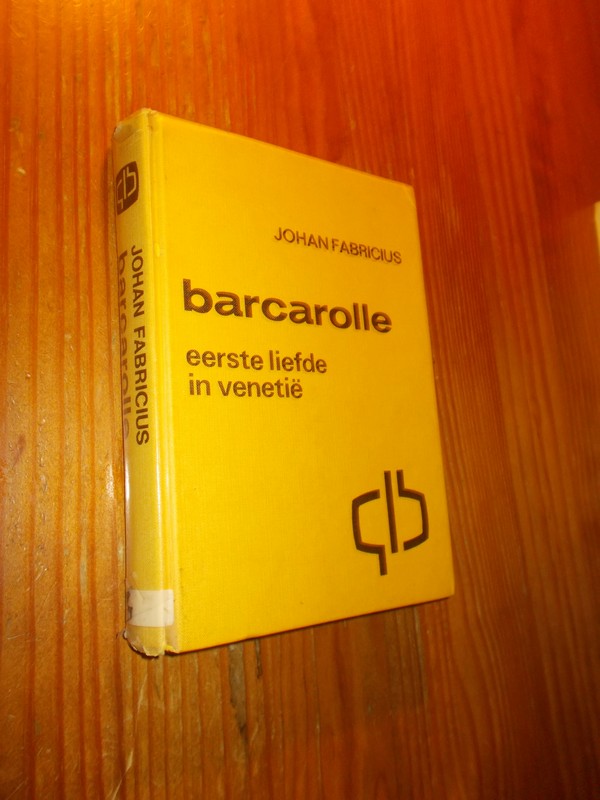 JOHAN FABRICIUS
barcarolle
eerste liefde
in venetië
JOHAN FABRICIUS
barcarolle